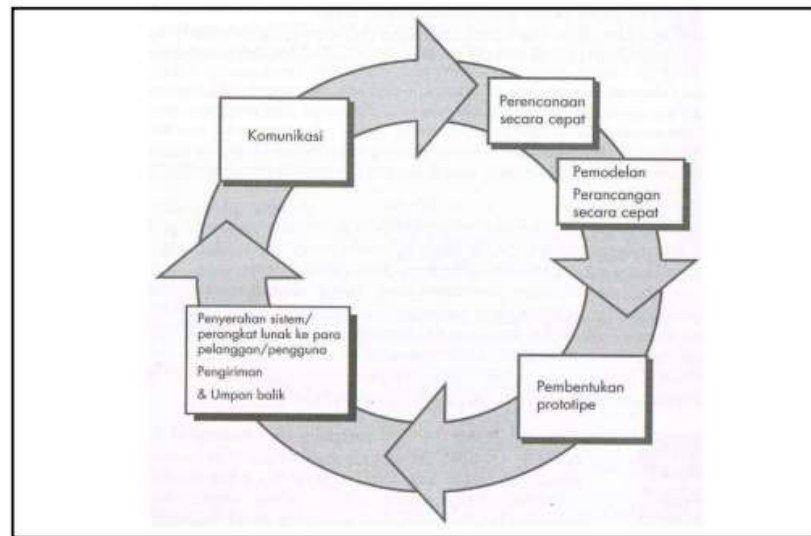 Komunikasi
Perencanaan
secara cepat
Pemodelan
Perancangan
secara cepat
Pembentukan
prototipe
Penyerahan sistem/
perangkat lunak ke para
pelanggan/pengguna
Pengiriman
& Umpan balik